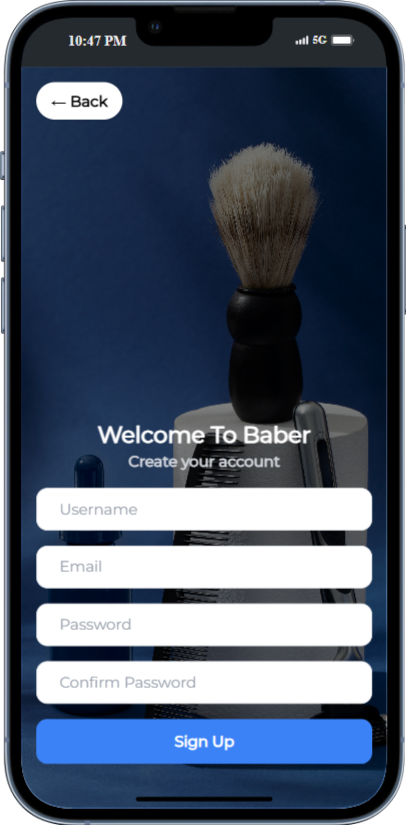 10:47 PM 5G
← Back
Welcome To Baber
Create your account
Username
Email
Password
Confirm Password
Sign Up